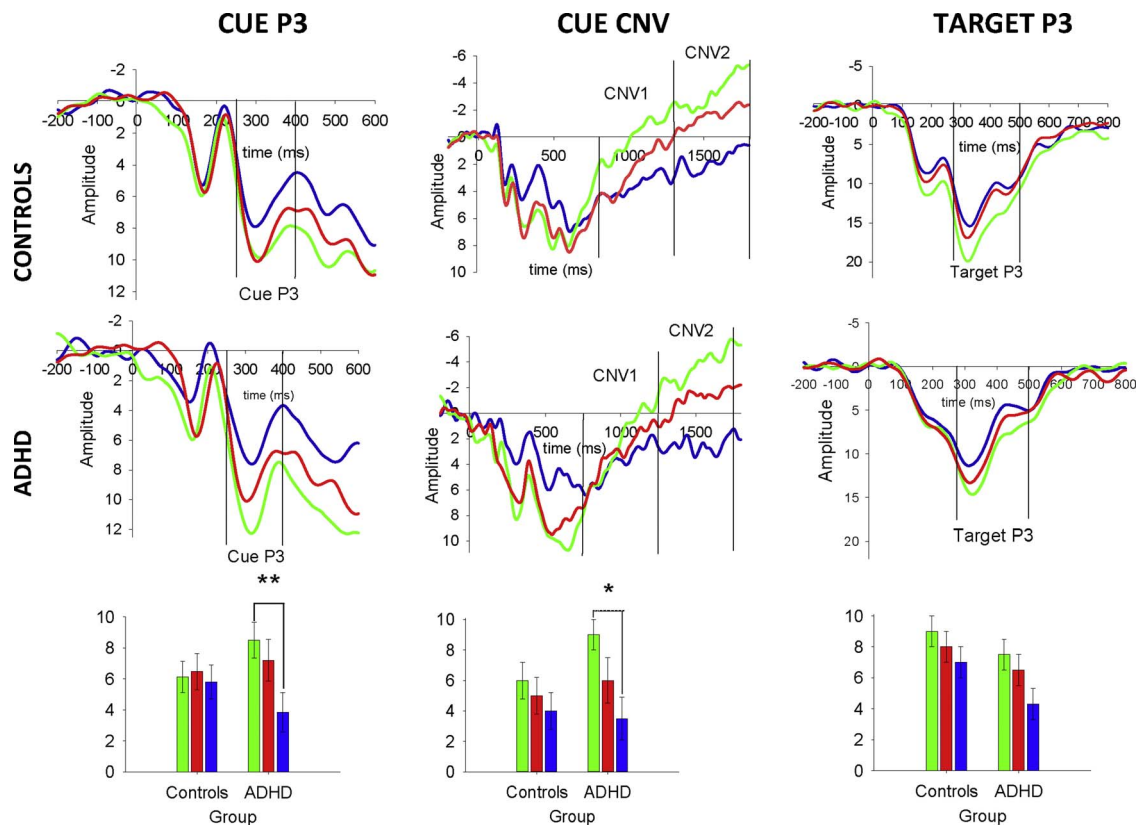 CUE P3
CUE CNV
TARGET P3
CONTROLS
Amplitude
-2
-200 -100 0 100 200 300 400 500 600
2
4
6
8
10
12
time (ms)
Cue P3
Amplitude
-6
-4
-2
0 500 1000 1500
2
4
6
8
10
CNV1
CNV2
time (ms)
Amplitude
-5
-200 -100 0 100 200 300 400 500 600 700 800
5
10
15
20
time (ms)
Target P3
ADHD
Amplitude
-2
-200 -100 0 100 200 300 400 500 600
2
4
6
8
10
12
time (ms)
Cue P3
Amplitude
-6
-4
-2
0 500 1000 1500
2
4
6
8
10
CNV1
CNV2
time (ms)
Amplitude
-5
-200 -100 0 100 200 300 400 500 600 700 800
5
10
15
20
time (ms)
Target P3
**
10
8
6
4
2
0
Controls ADHD
Group
*
10
8
6
4
2
0
Controls ADHD
Group
10
8
6
4
2
0
Controls ADHD
Group